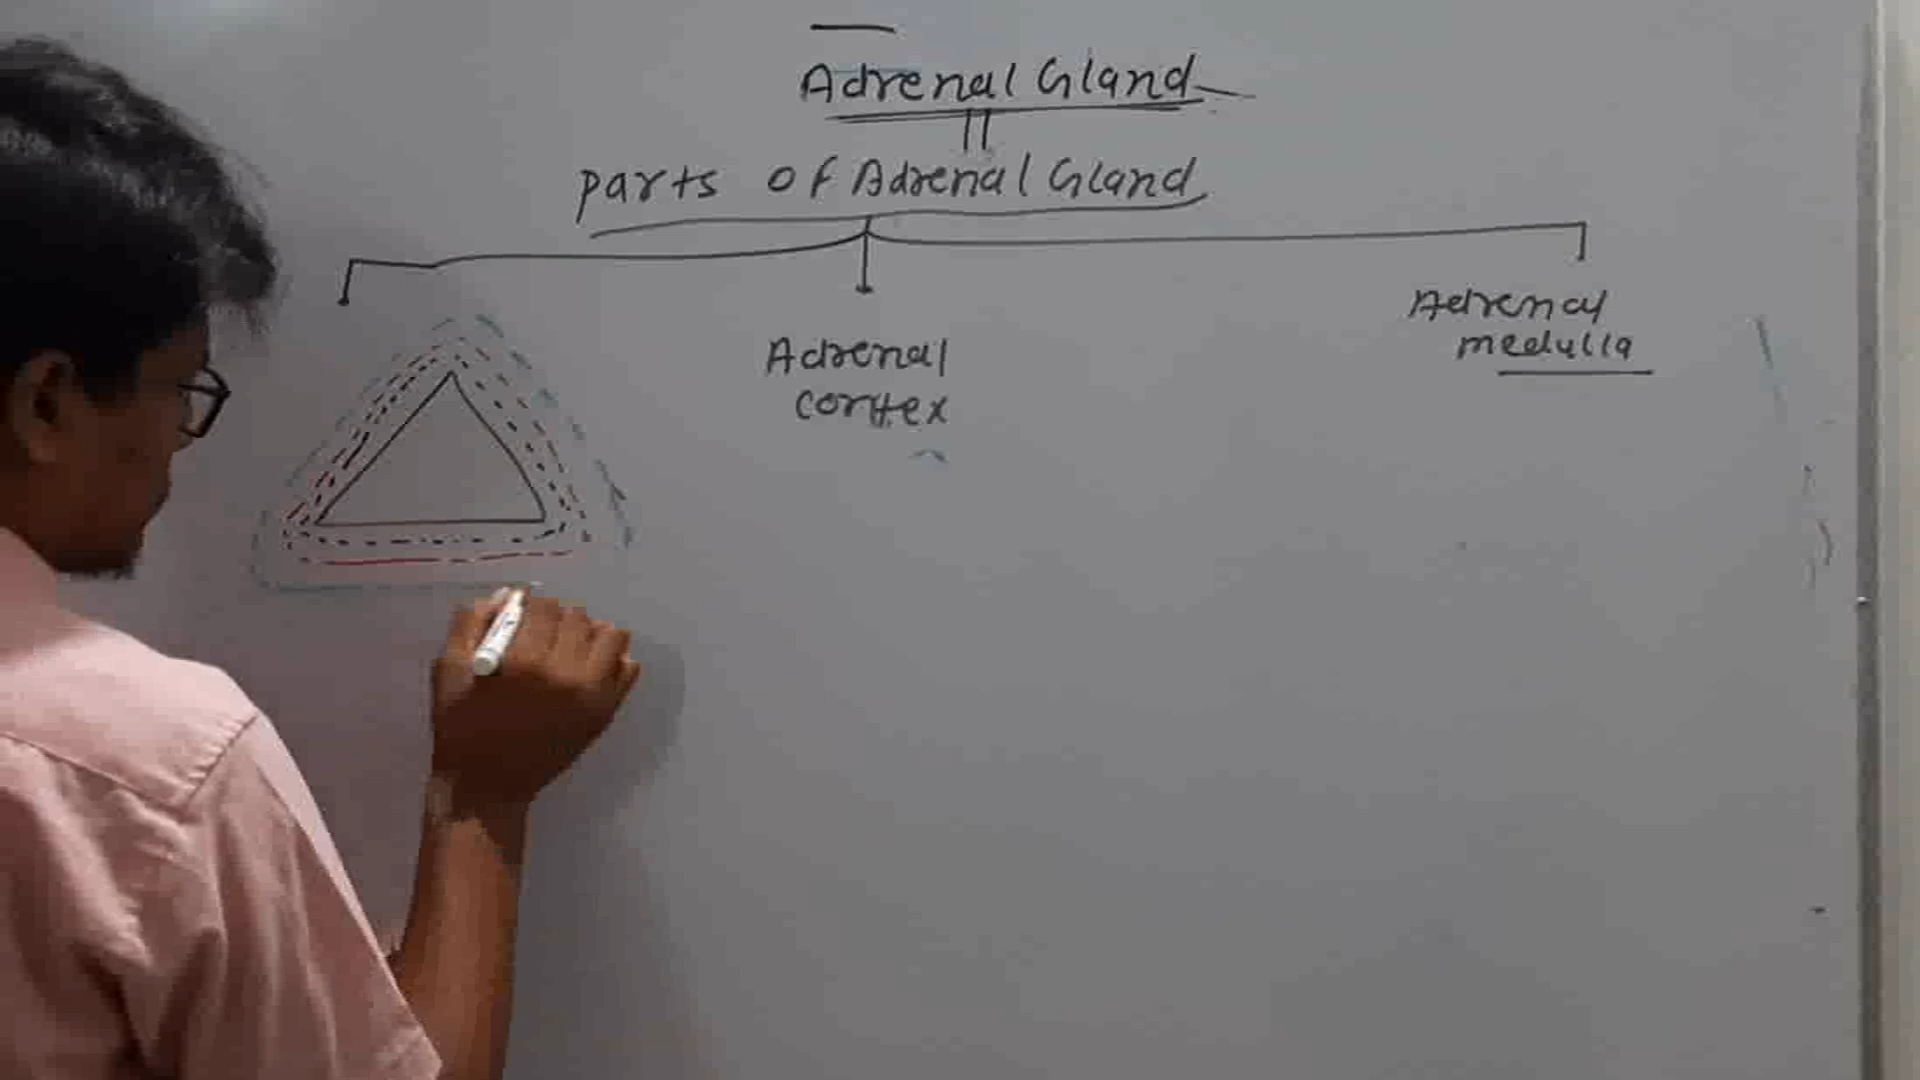 Adrenal Gland
parts of Adrenal Gland
Adrenal
medulla
Adrenal
cortex